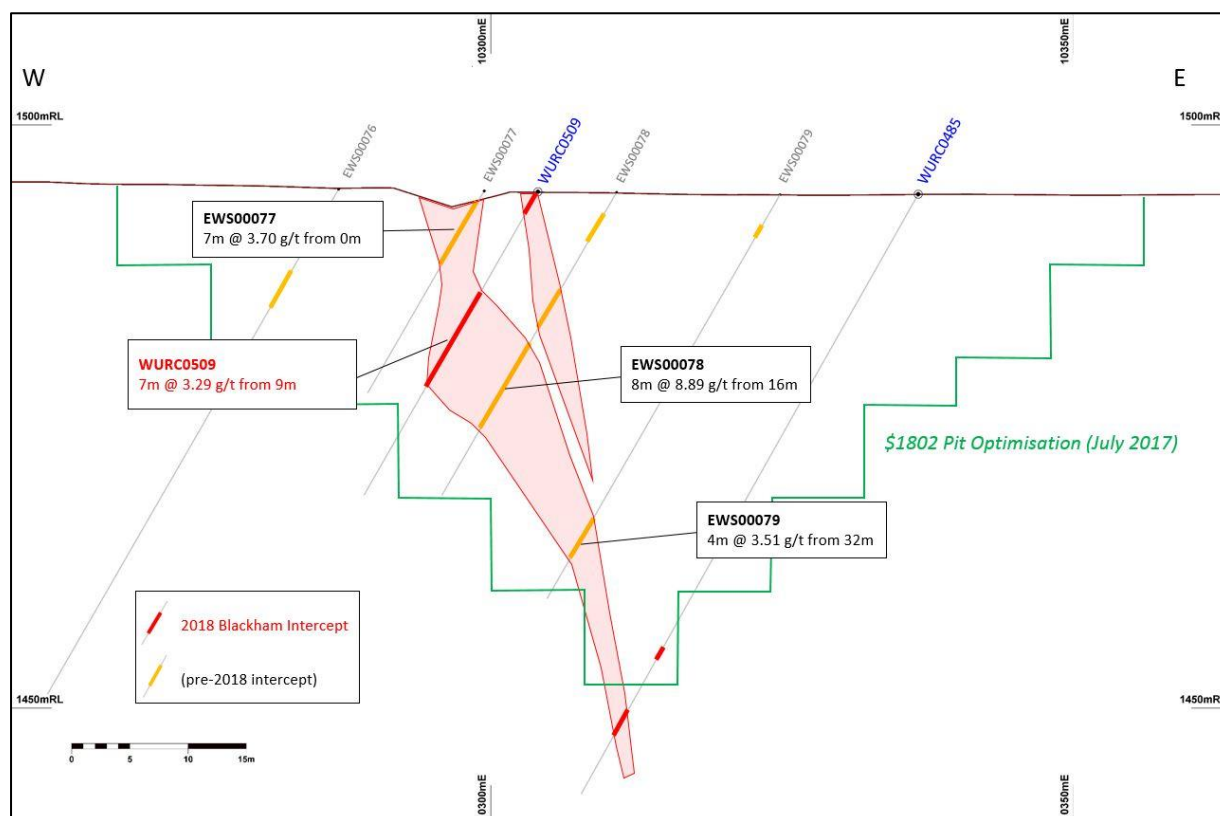 10300mE
10350mE
W
E
1500mRL
1500mRL
EWS00076
EWS00077
WURC0509
EWS00078
EWS00079
WURC0485
EWS00077
7m @ 3.70 g/t from 0m
WURC0509
7m @ 3.29 g/t from 9m
EWS00078
8m @ 8.89 g/t from 16m
$1802 Pit Optimisation (July 2017)
EWS00079
4m @ 3.51 g/t from 32m
2018 Blackham Intercept
(pre-2018 intercept)
1450mRL
1450mRL
0
5
10
15m
0300mE
0350mE